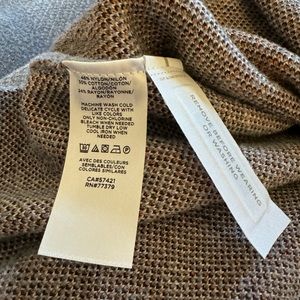 46% NYLON/NILÓN
30% COTTON/COTON/
ALGODÓN
24% RAYON/RAYONNE/
RAYÓN
MACHINE WASH COLD
DELICATE CYCLE WITH
LIKE COLORS
ONLY NON-CHLORINE
BLEACH WHEN NEEDED
TUMBLE DRY LOW
COOL IRON WHEN
NEEDED
AVEC DES COULEURS
SEMBLABLES/CON
COLORES SIMILARES
CA#57421
RN#77379
REMOVE BEFORE WEARING
OR WASHING